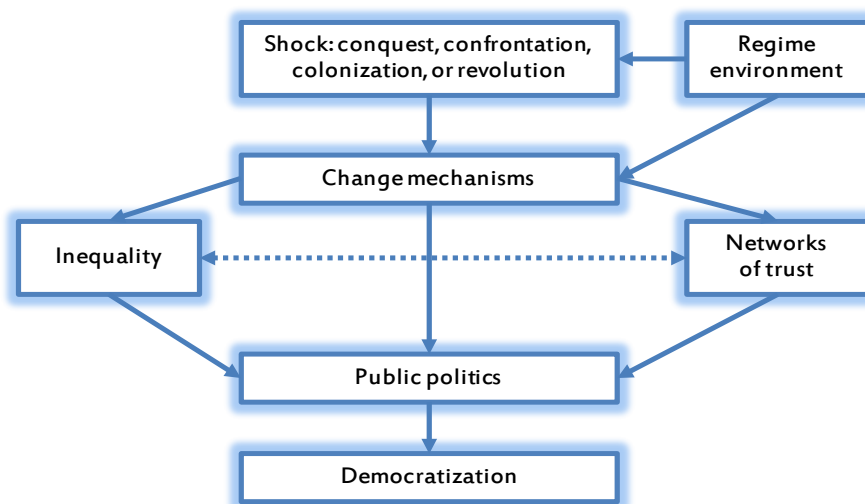 Shock: conquest, confrontation,
colonization, or revolution
Regime
environment
Change mechanisms
Inequality
Networks
of trust
Public politics
Democratization